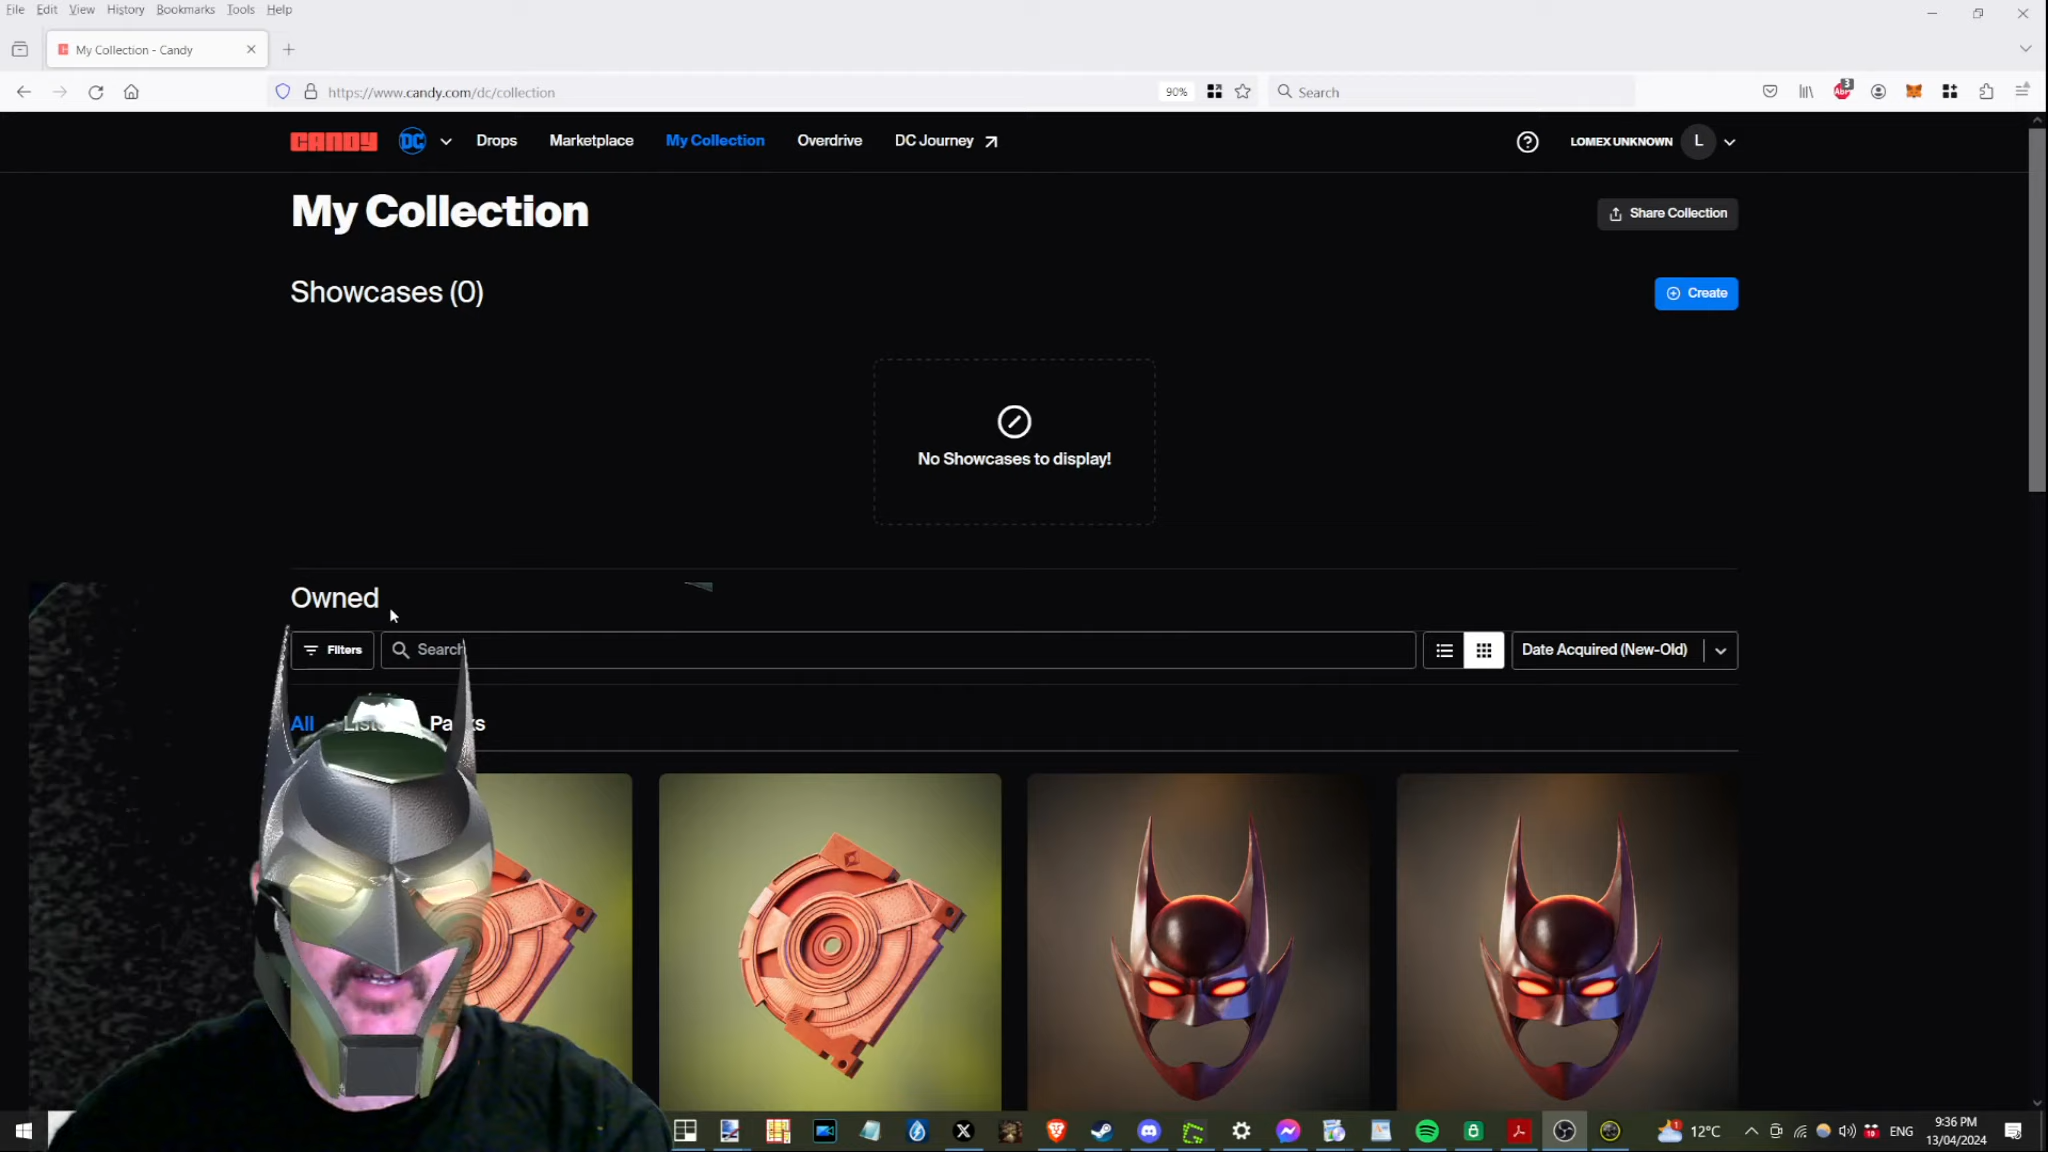 File Edit View History Bookmarks Tools Help
My Collection - Candy
https://www.candy.com/dc/collection
90%
Search
3
CANDY
DC
Drops
Marketplace
My Collection
Overdrive
DC Journey
LOMEX UNKNOWN
L
My Collection
Share Collection
Showcases (0)
Create
No Showcases to display!
Owned
Filters
Search
Date Acquired (New-Old)
All
Packs
12°C
ENG
9:36 PM
13/04/2024